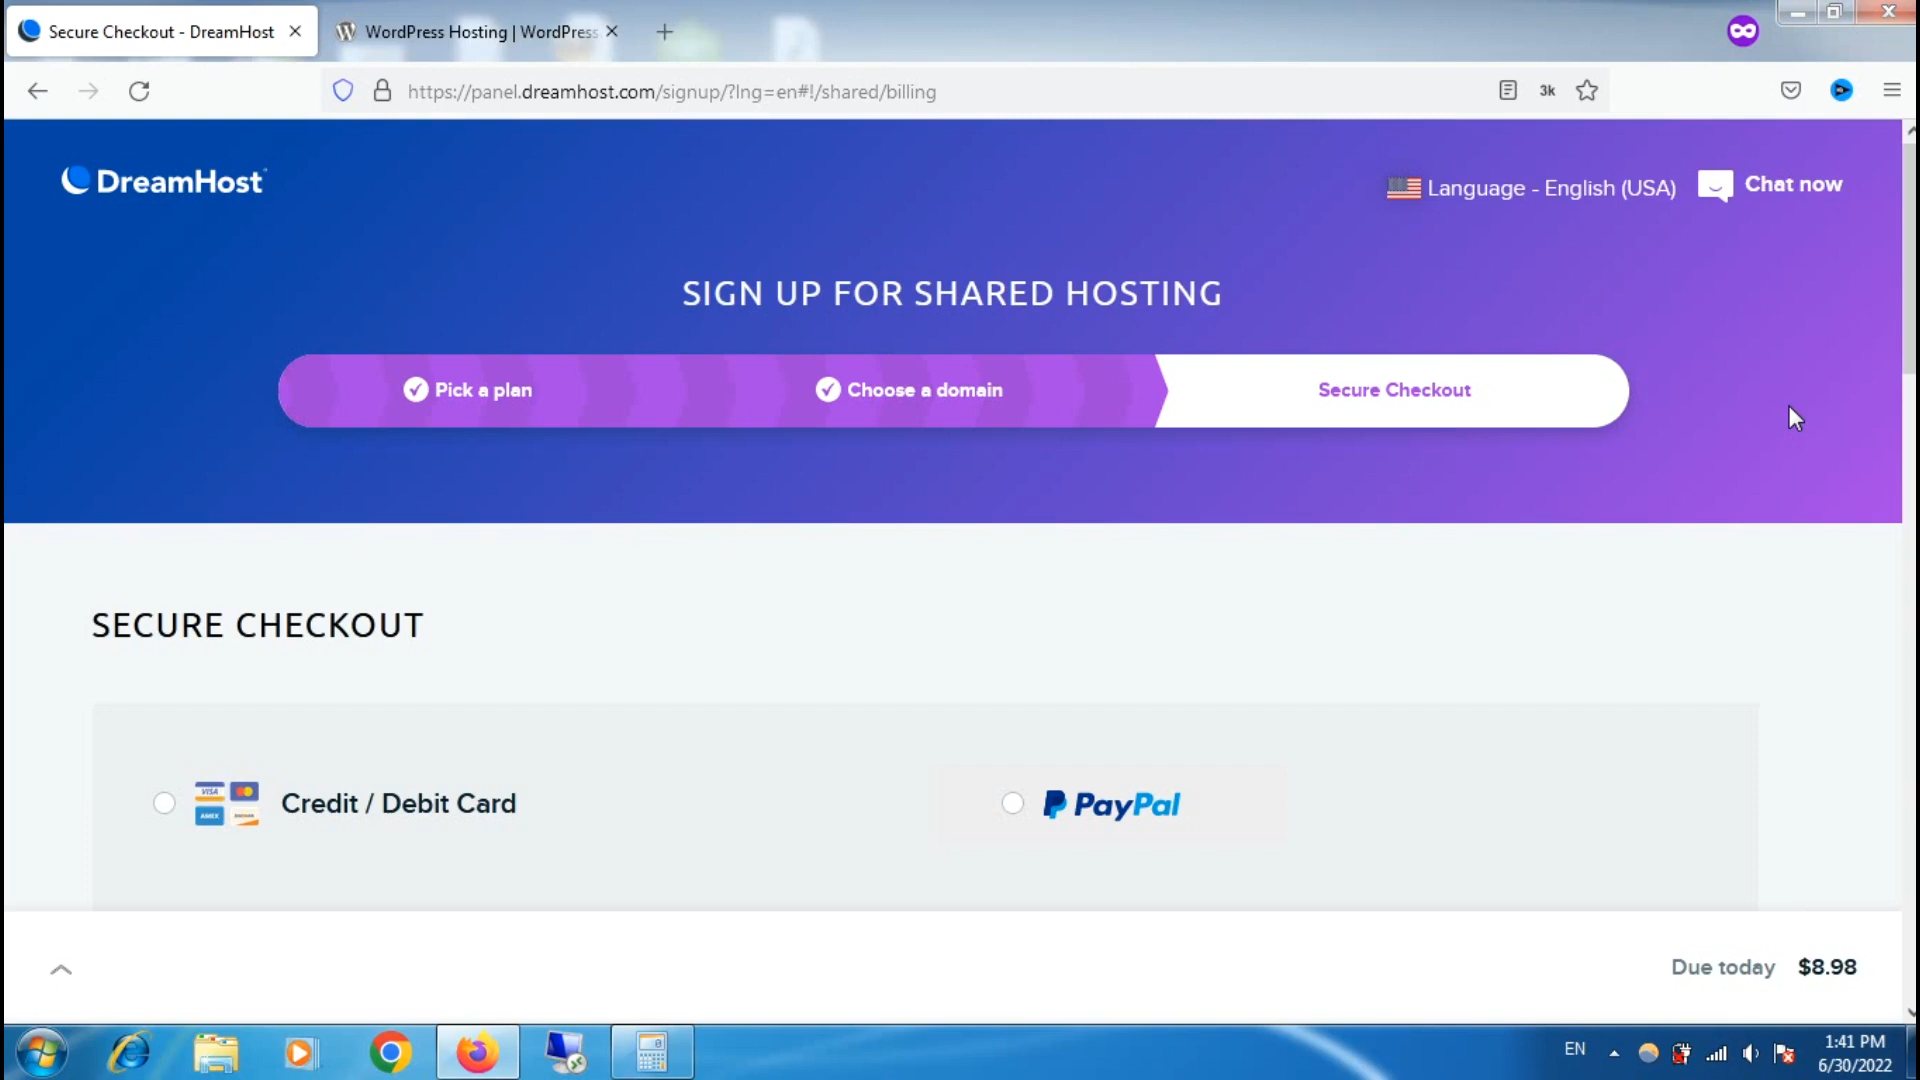 Secure Checkout - DreamHost
WordPress Hosting | WordPress
https://panel.dreamhost.com/signup/?lng=en#!/shared/billing
3k
DreamHost
Language - English (USA)
Chat now
SIGN UP FOR SHARED HOSTING
Pick a plan
Choose a domain
Secure Checkout
SECURE CHECKOUT
VISA
AMEX
Credit / Debit Card
PayPal
Due today $8.98
EN
1:41 PM
6/30/2022